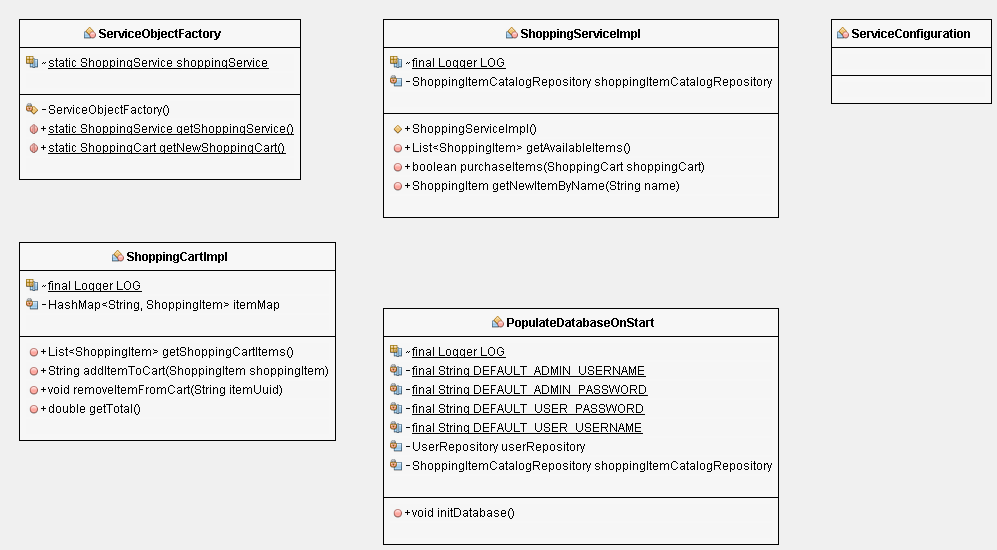 ServiceObjectFactory
~static ShoppingService shoppingService
-ServiceObjectFactory()
+static ShoppingService getShoppingService()
+static ShoppingCart getNewShoppingCart()
ShoppingServiceImpl
~final Logger LOG
-ShoppingItemCatalogRepository shoppingItemCatalogRepository
+ShoppingServiceImpl()
+List<ShoppingItem> getAvailableItems()
+boolean purchaseItems(ShoppingCart shoppingCart)
+ShoppingItem getNewItemByName(String name)
ServiceConfiguration
ShoppingCartImpl
~final Logger LOG
-HashMap<String, ShoppingItem> itemMap
+List<ShoppingItem> getShoppingCartItems()
+String addItemToCart(ShoppingItem shoppingItem)
+void removeItemFromCart(String itemUuid)
+double getTotal()
PopulateDatabaseOnStart
~final Logger LOG
-final String DEFAULT_ADMIN_USERNAME
-final String DEFAULT_ADMIN_PASSWORD
-final String DEFAULT_USER_PASSWORD
-final String DEFAULT_USER_USERNAME
-UserRepository userRepository
-ShoppingItemCatalogRepository shoppingItemCatalogRepository
+void initDatabase()